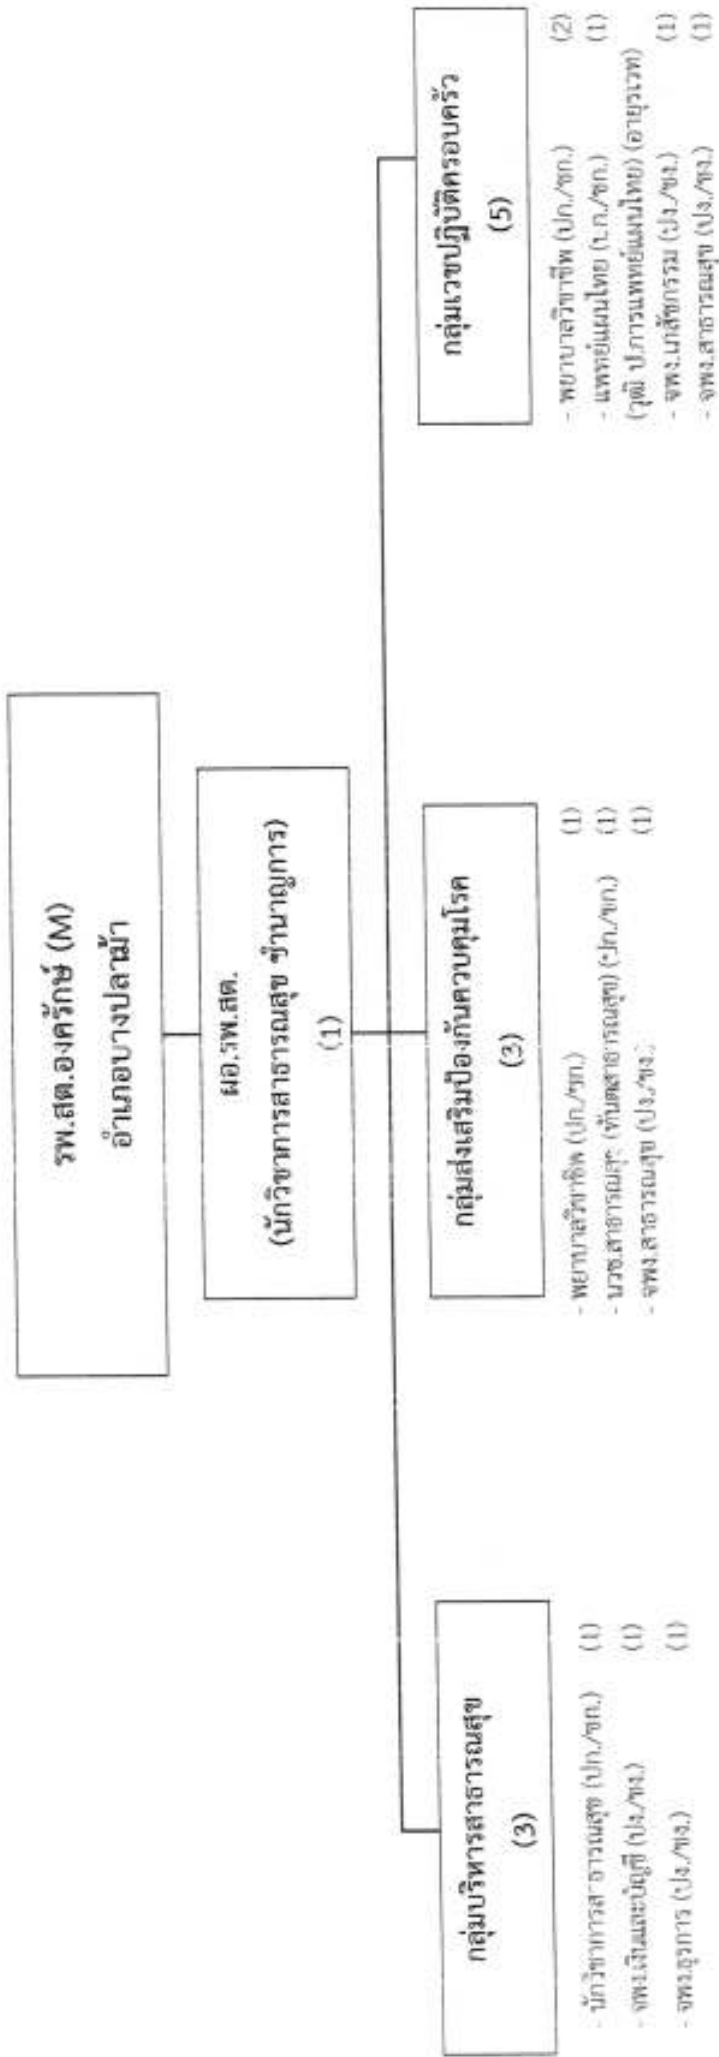 รพ.สต.องครักษ์ (M)
อำเภอบางปลาม้า
ผอ.รพ.สต.
(นักวิชาการสาธารณสุข ชำนาญการ)
(1)
กลุ่มบริหารสาธารณสุข
(3)
- นักวิชาการสาธารณสุข (ปก./ชก.) (1)
- จพง.เงินและบัญชี (ปง./ชง.) (1)
- จพง.ธุรการ (ปง./ชง.) (1)
กลุ่มส่งเสริมป้องกันควบคุมโรค
(3)
- พยาบาลวิชาชีพ (ปก./ชก.) (1)
- นวช.สาธารณสุข (ทันตสาธารณสุข) (ปก./ชก.) (1)
- จพง.สาธารณสุข (ปง./ชง.) (1)
กลุ่มเวชปฏิบัติครอบครัว
(5)
- พยาบาลวิชาชีพ (ปก./ชก.) (2)
- แพทย์แผนไทย (ปก./ชก.) (1)
(วุฒิ ป.การแพทย์แผนไทย) (อายุรเวท)
- จพง.เภสัชกรรม (ปง./ชง.) (1)
- จพง.สาธารณสุข (ปง./ชง.) (1)